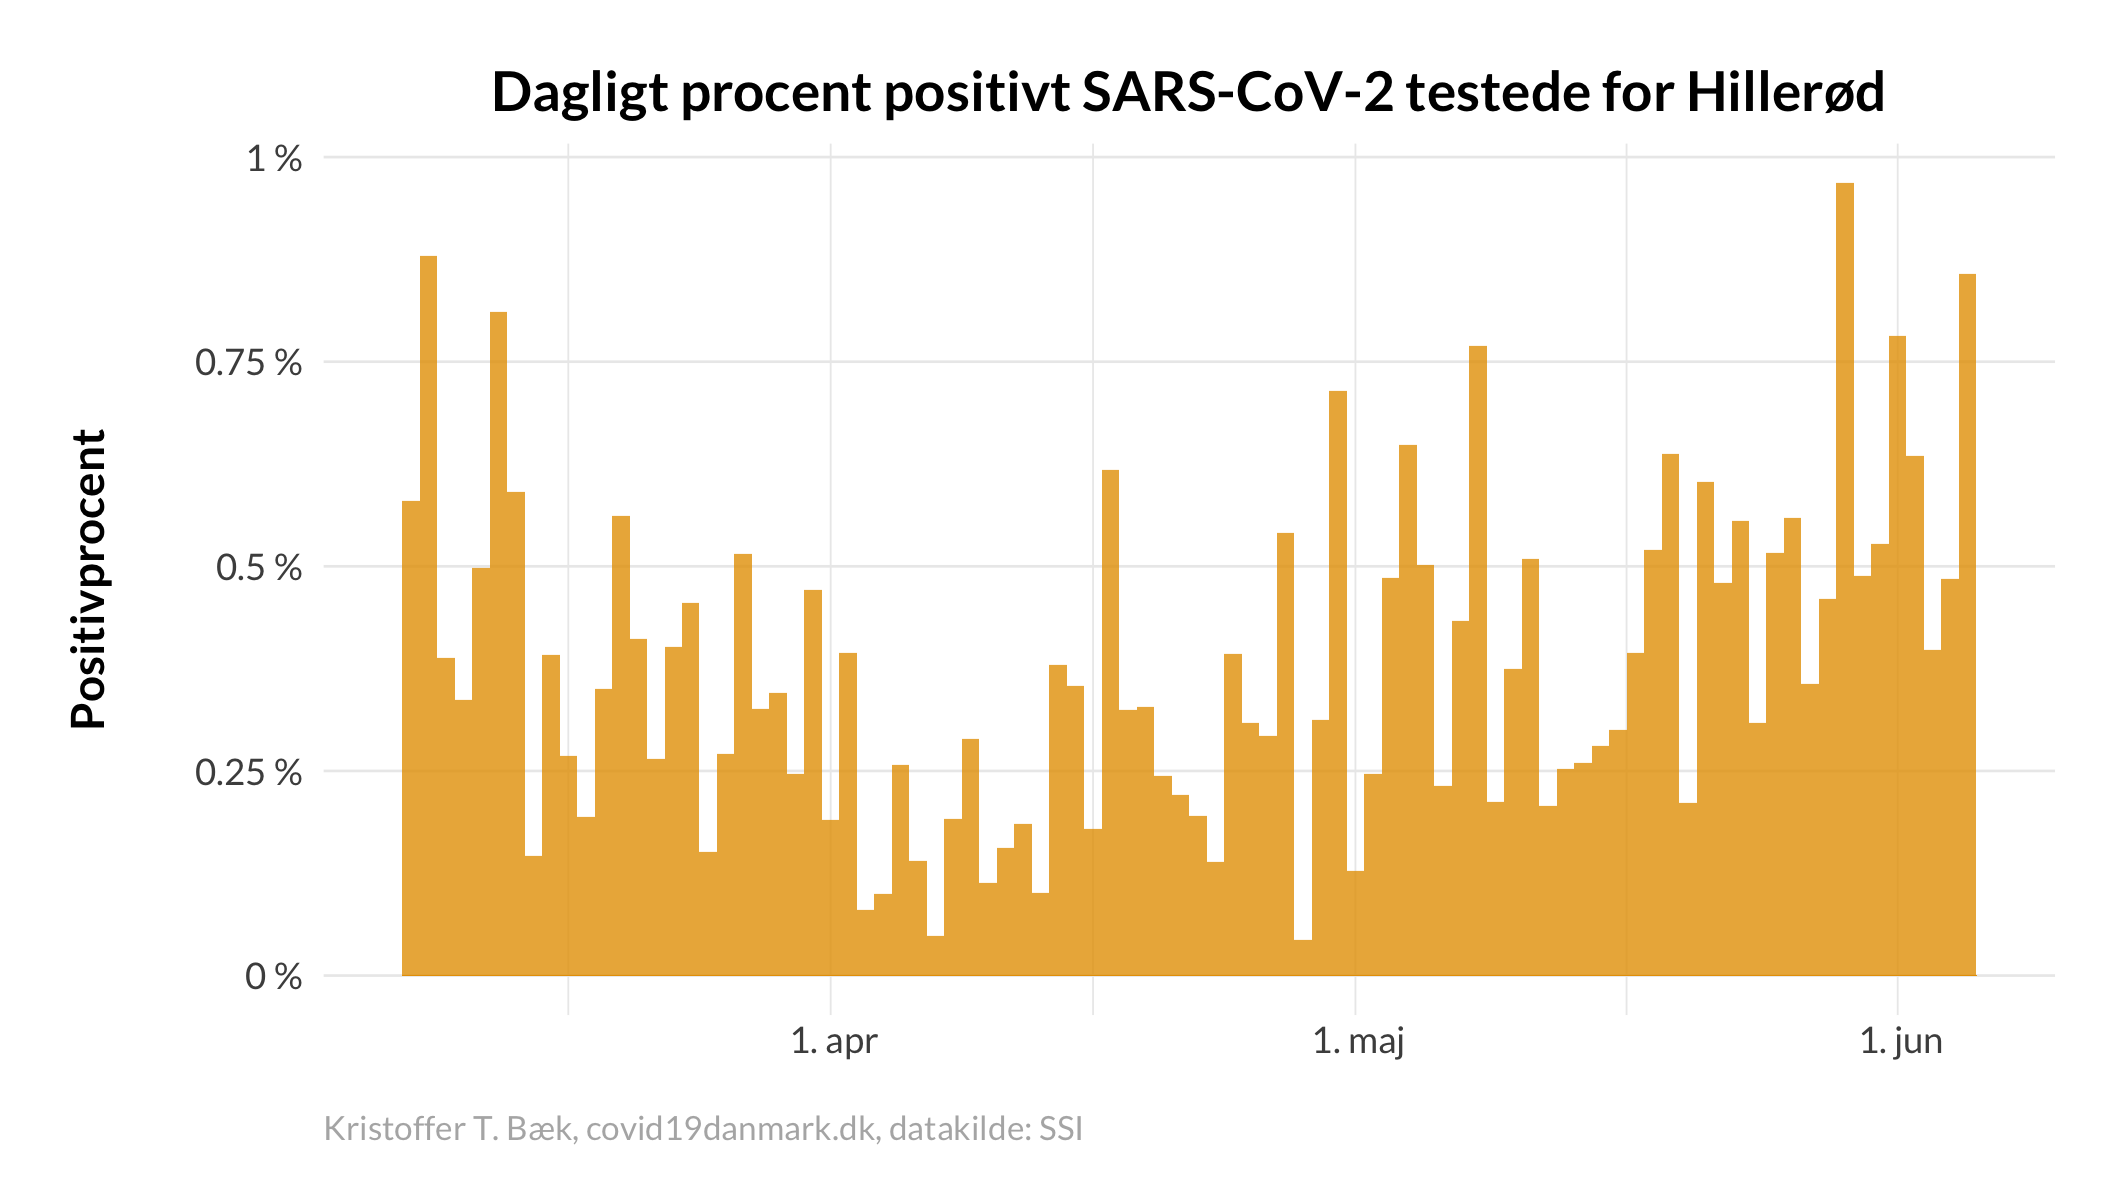 Dagligt procent positivt SARS-CoV-2 testede for Hillerød
Positivprocent
1 %
0.75 %
0.5 %
0.25 %
0 %
1. apr
1. maj
1. jun
Kristoffer T. Bæk, covid19danmark.dk, datakilde: SSI